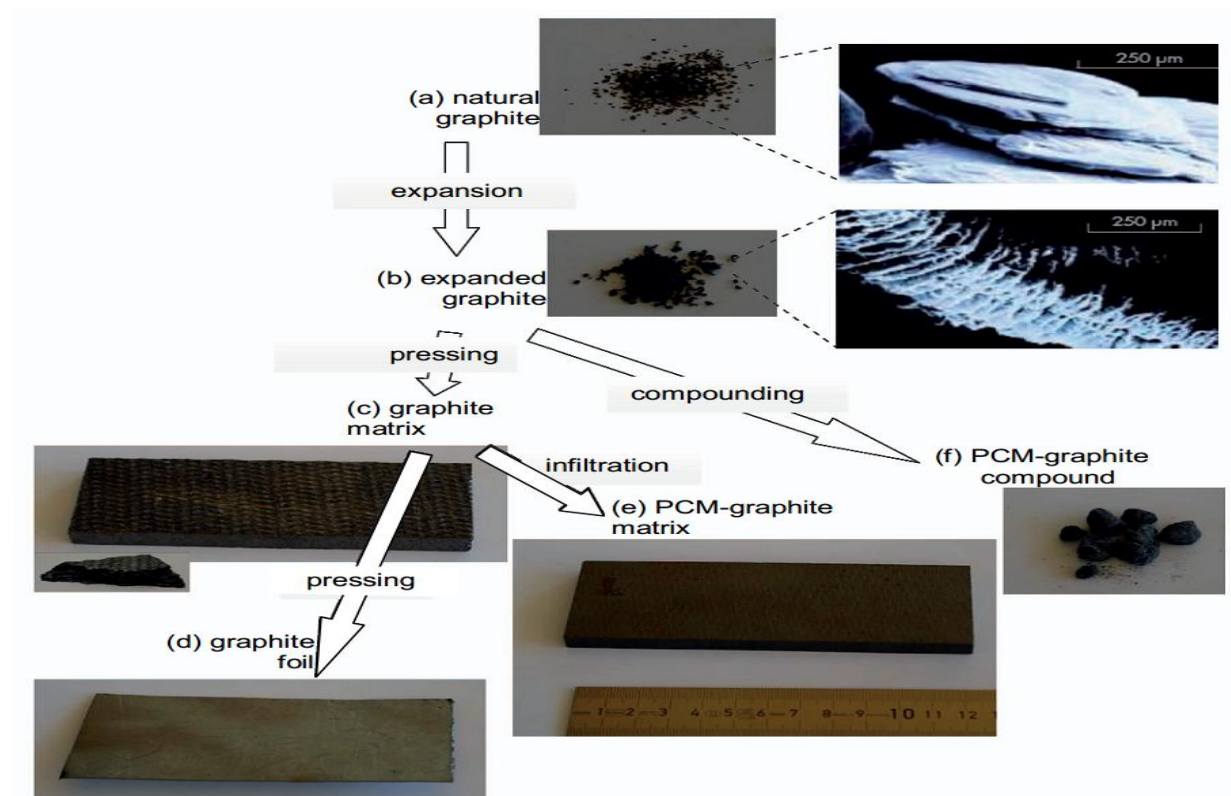 250 µm
(a) natural
graphite
expansion
250 µm
(b) expanded
graphite
pressing
compounding
(c) graphite
matrix
infiltration
(f) PCM-graphite
compound
(e) PCM-graphite
matrix
pressing
(d) graphite
foil
1 2 3 4 5 6 7 8 9 10 11 12